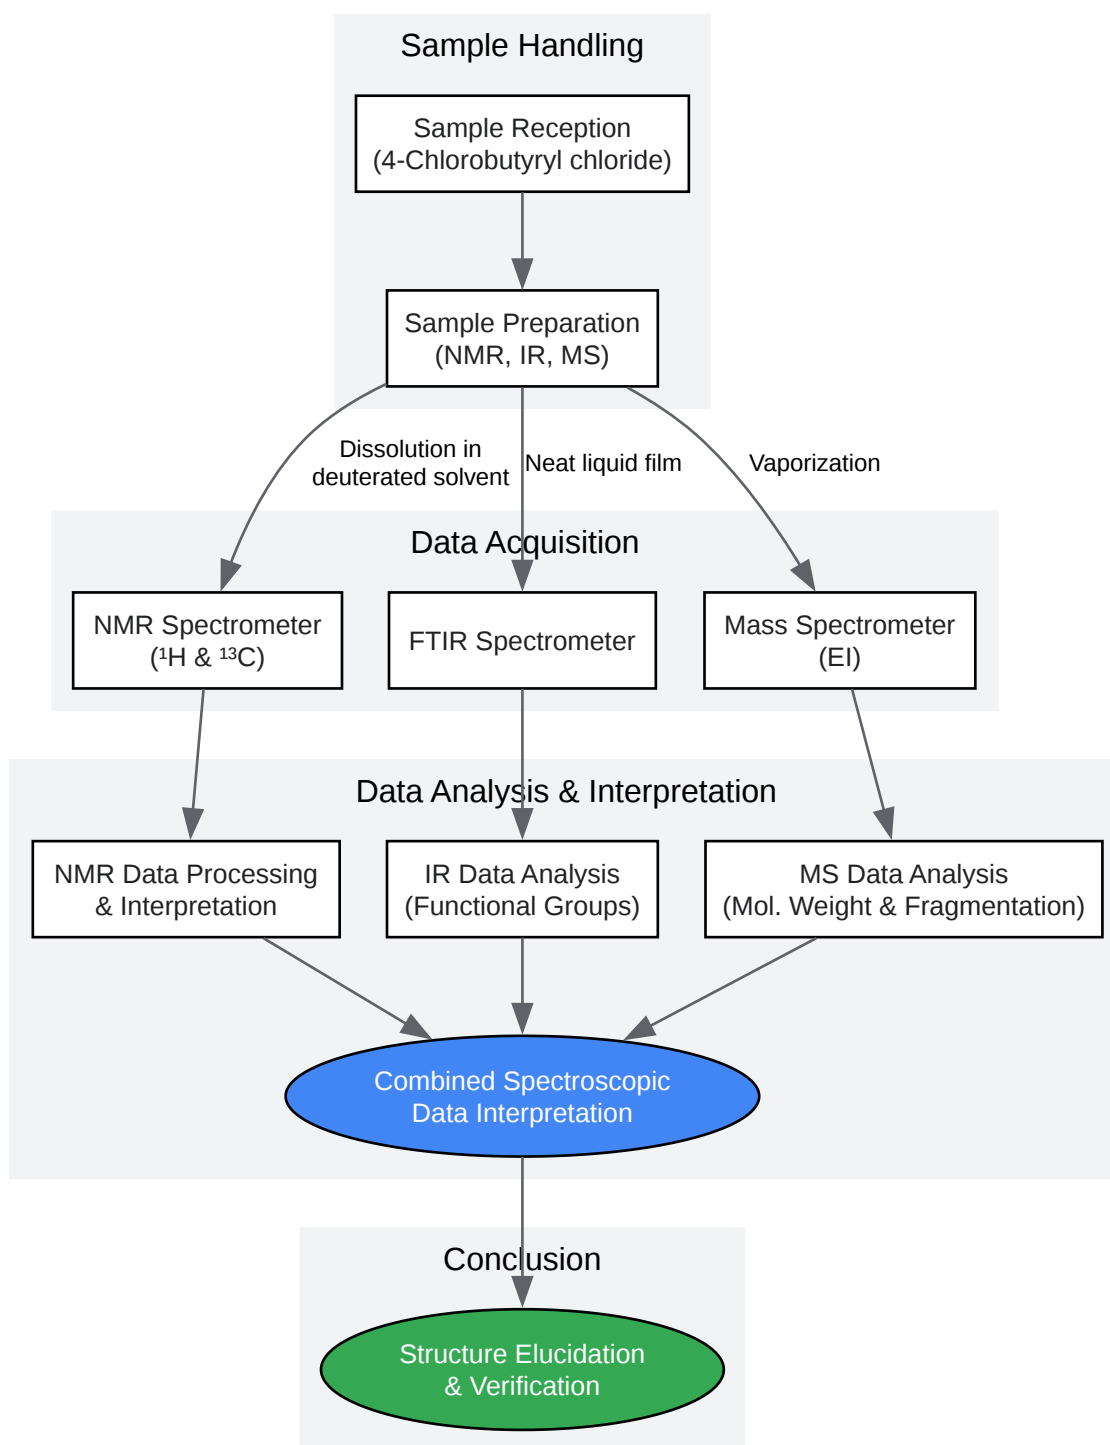 Sample Handling
Sample Reception
(4-Chlorobutyryl chloride)
Sample Preparation
(NMR, IR, MS)
Dissolution in
deuterated solvent
Neat liquid film
Vaporization
Data Acquisition
NMR Spectrometer
(¹H & ¹³C)
FTIR Spectrometer
Mass Spectrometer
(EI)
Data Analysis & Interpretation
NMR Data Processing
& Interpretation
IR Data Analysis
(Functional Groups)
MS Data Analysis
(Mol. Weight & Fragmentation)
Combined Spectroscopic
Data Interpretation
Conclusion
Structure Elucidation
& Verification